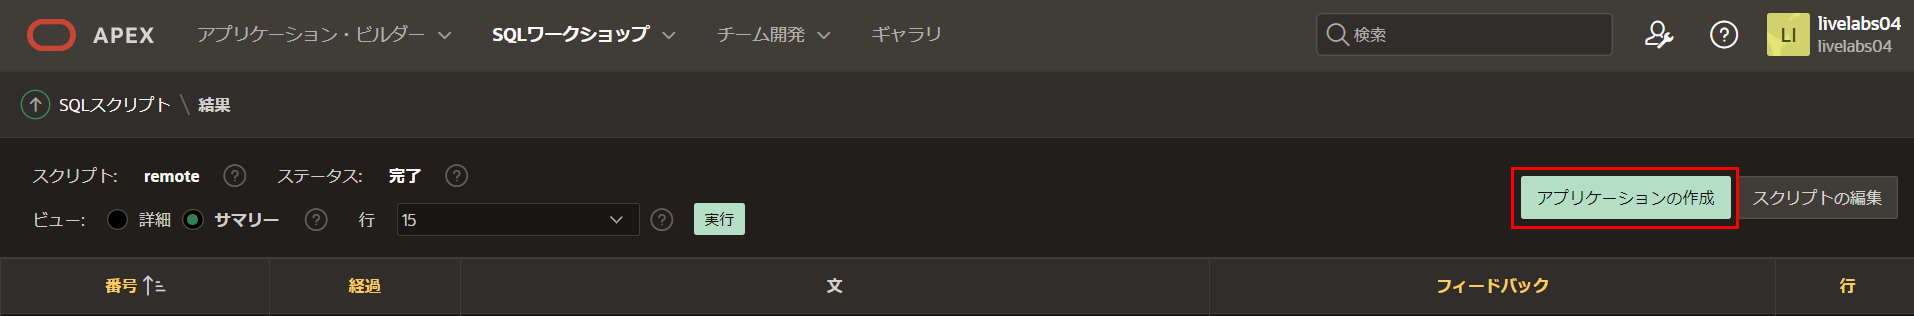 APEX アプリケーション・ビルダー SQLワークショップ チーム開発 ギャラリ 検索 LI livelabs04
livelabs04
SQLスクリプト \ 結果
スクリプト: remote ステータス: 完了 アプリケーションの作成 スクリプトの編集
ビュー: 詳細 サマリー 行 15 実行
番号 経過 文 フィードバック 行